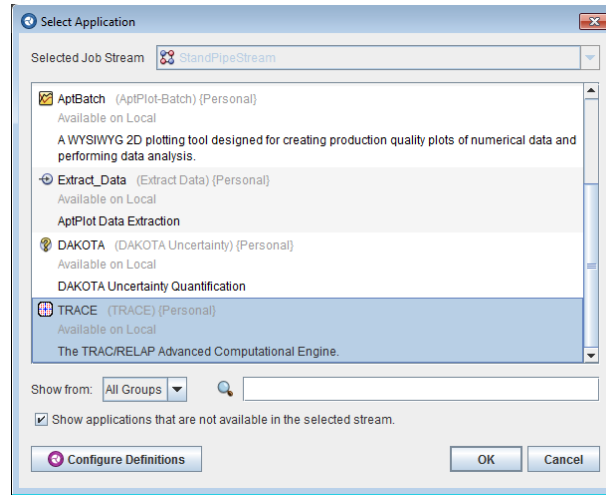 Select Application
Selected Job Stream StandPipeStream
AptBatch (AptPlot-Batch) {Personal}
Available on Local
A WYSIWYG 2D plotting tool designed for creating production quality plots of numerical data and
performing data analysis.
Extract_Data (Extract Data) {Personal}
Available on Local
AptPlot Data Extraction
DAKOTA (DAKOTA Uncertainty) {Personal}
Available on Local
DAKOTA Uncertainty Quantification
TRACE (TRACE) {Personal}
Available on Local
The TRAC/RELAP Advanced Computational Engine.
Show from: All Groups
Show applications that are not available in the selected stream.
Configure Definitions OK Cancel